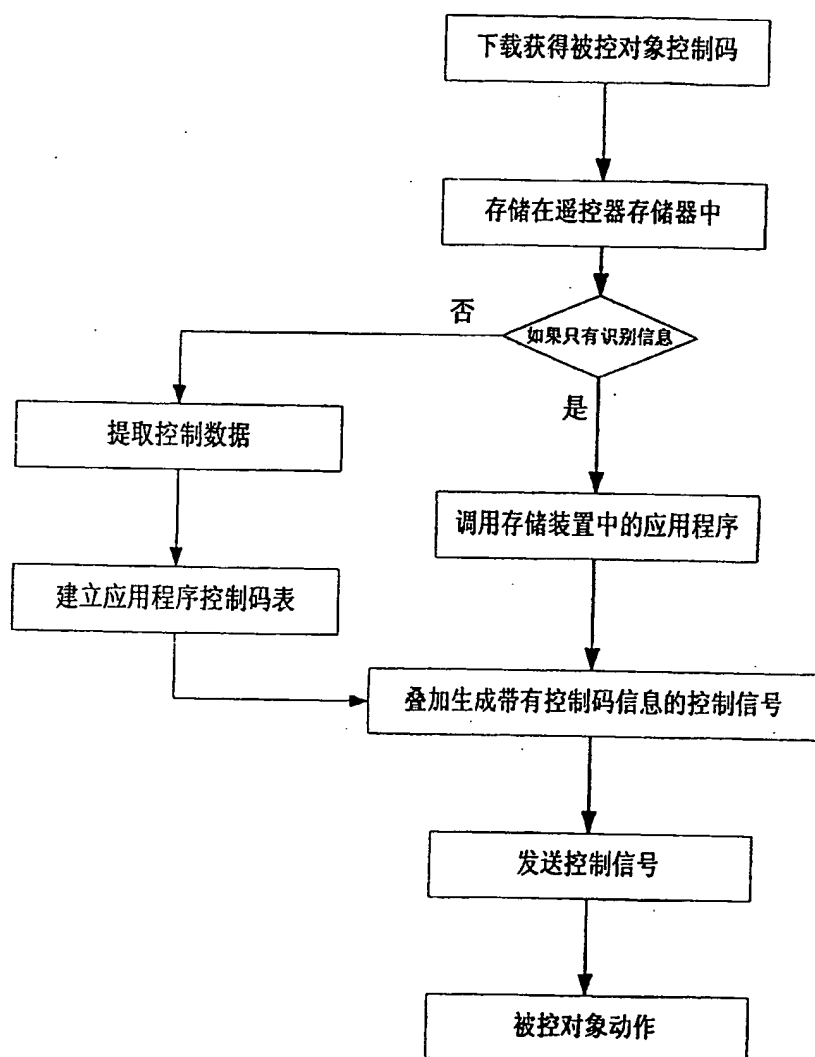 下载获得被控对象控制码
存储在遥控器存储器中
否
如果只有识别信息
是
提取控制数据
调用存储装置中的应用程序
建立应用程序控制码表
叠加生成带有控制码信息的控制信号
发送控制信号
被控对象动作